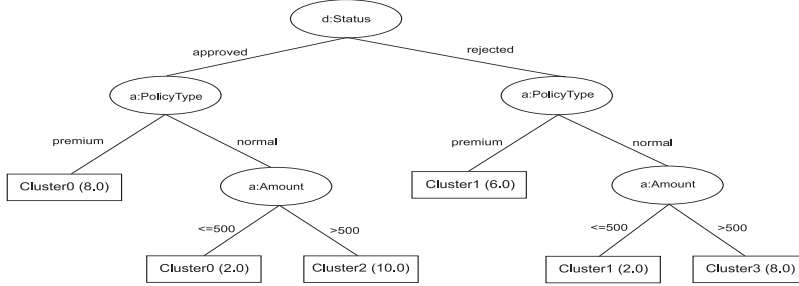 d:Status
approved
rejected
a:PolicyType
a:PolicyType
premium
normal
premium
normal
Cluster0 (8.0)
a:Amount
Cluster1 (6.0)
a:Amount
<=500
>500
<=500
>500
Cluster0 (2.0)
Cluster2 (10.0)
Cluster1 (2.0)
Cluster3 (8.0)